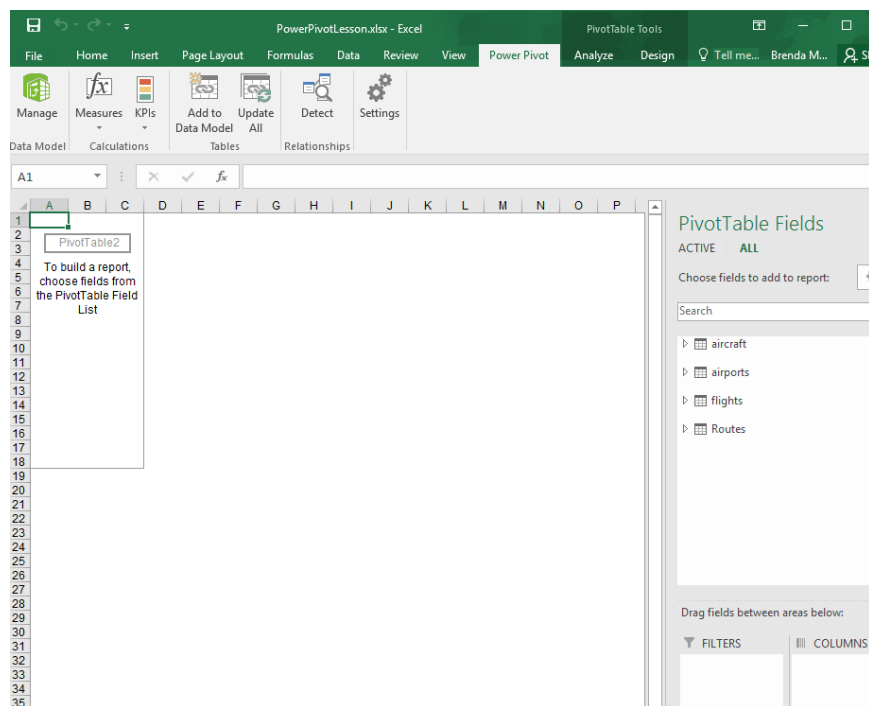 PowerPivotLesson.xlsx - Excel
PivotTable Tools
File Home Insert Page Layout Formulas Data Review View Power Pivot Analyze Design Tell me... Brenda M...
Manage
Measures
KPIs
Add to Data Model
Update All
Detect
Settings
Data Model
Calculations
Tables
Relationships
A1
fx
A B C D E F G H I J K L M N O P
1
2
3
4
5
6
7
8
9
10
11
12
13
14
15
16
17
18
19
20
21
22
23
24
25
26
27
28
29
30
31
32
33
34
35
PivotTable2
To build a report,
choose fields from
the PivotTable Field
List
PivotTable Fields
ACTIVE ALL
Choose fields to add to report:
Search
aircraft
airports
flights
Routes
Drag fields between areas below:
FILTERS
COLUMNS